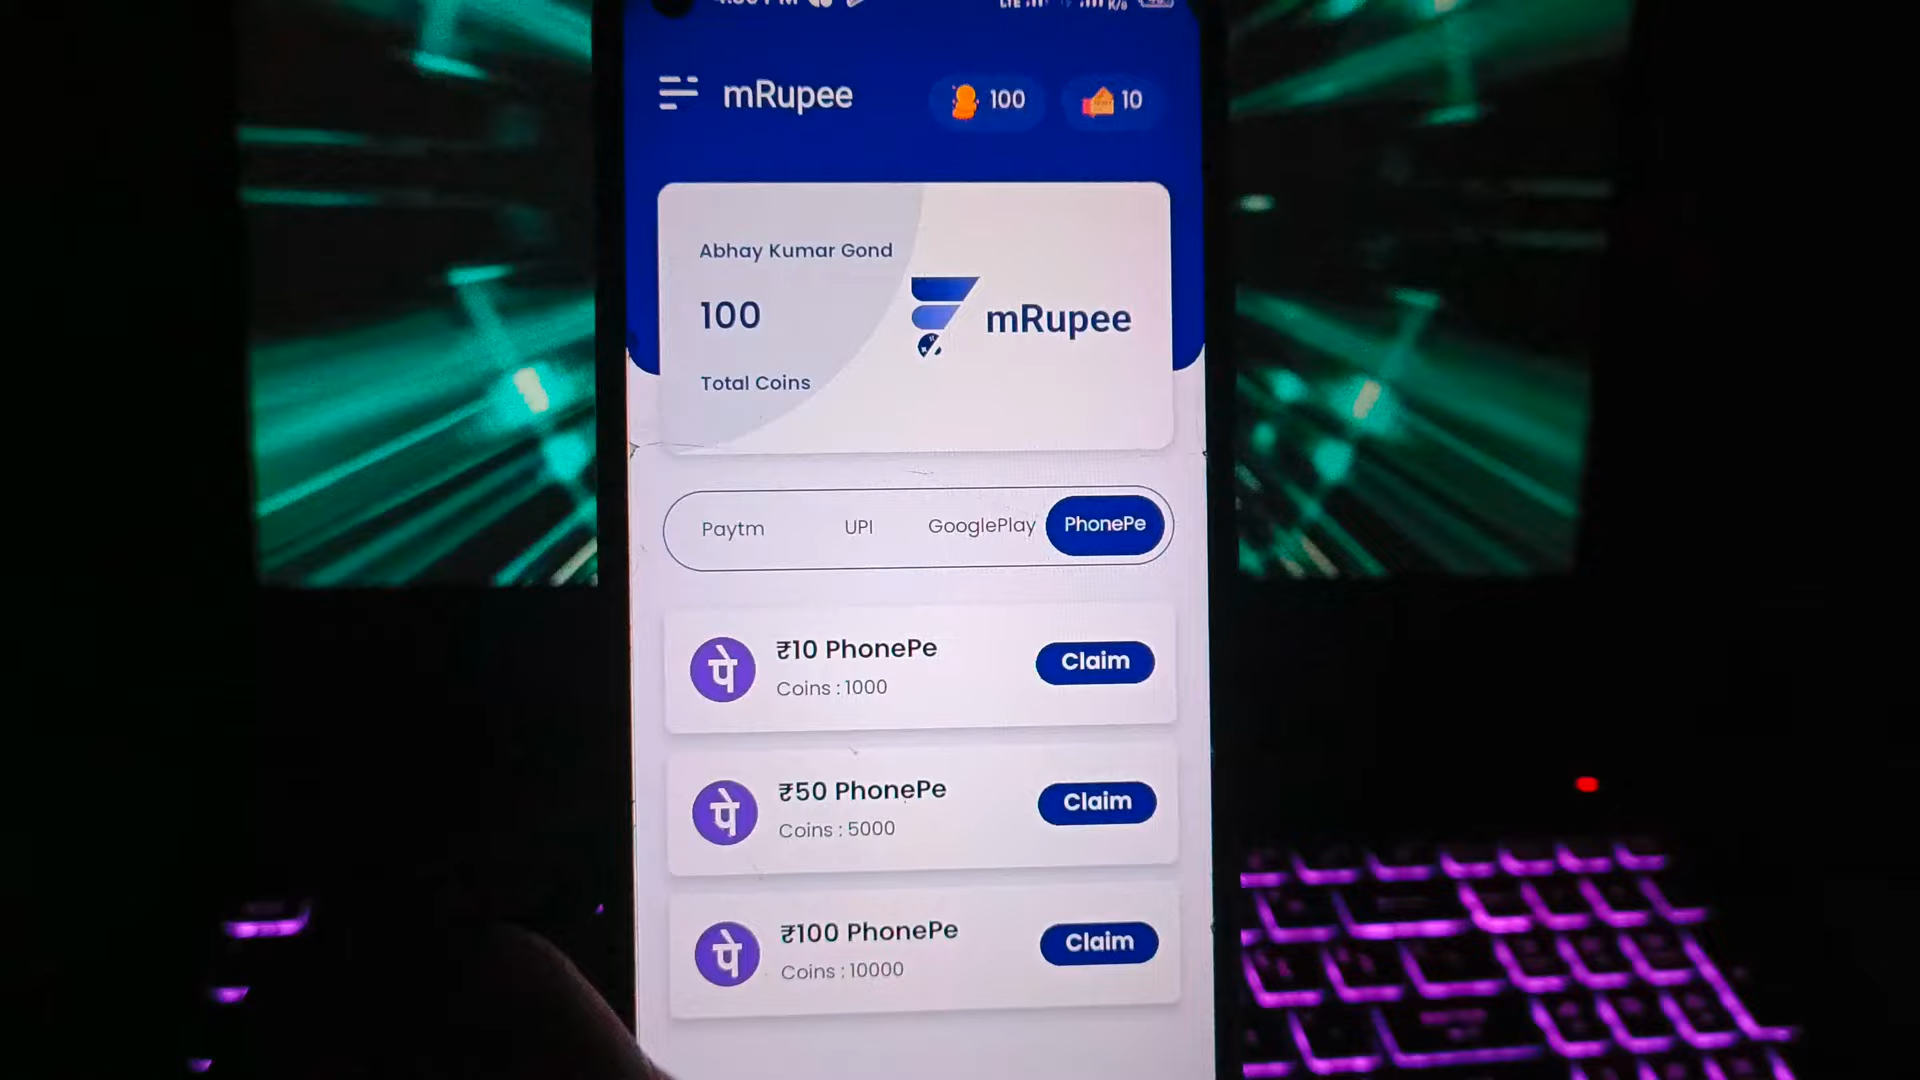 mRupee
100
10
Abhay Kumar Gond
100
mRupee
Total Coins
Paytm
UPI
GooglePlay
PhonePe
₹10 PhonePe
Coins : 1000
Claim
पे
₹50 PhonePe
Coins : 5000
Claim
पे
₹100 PhonePe
Coins : 10000
Claim
पे